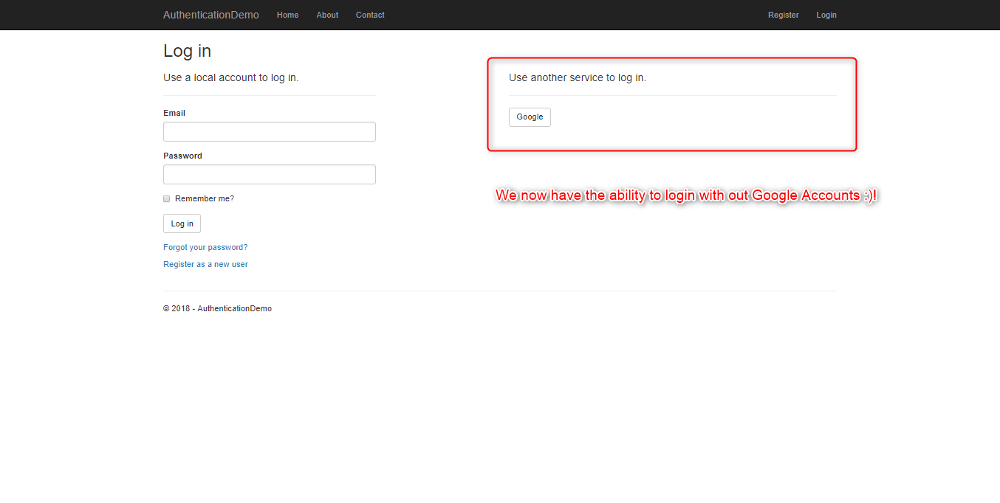 AuthenticationDemo Home About Contact Register Login
Log in
Use a local account to log in.
Email
Password
Remember me?
Log in
Forgot your password?
Register as a new user
Use another service to log in.
Google
We now have the ability to login with out Google Accounts :)!
© 2018 - AuthenticationDemo